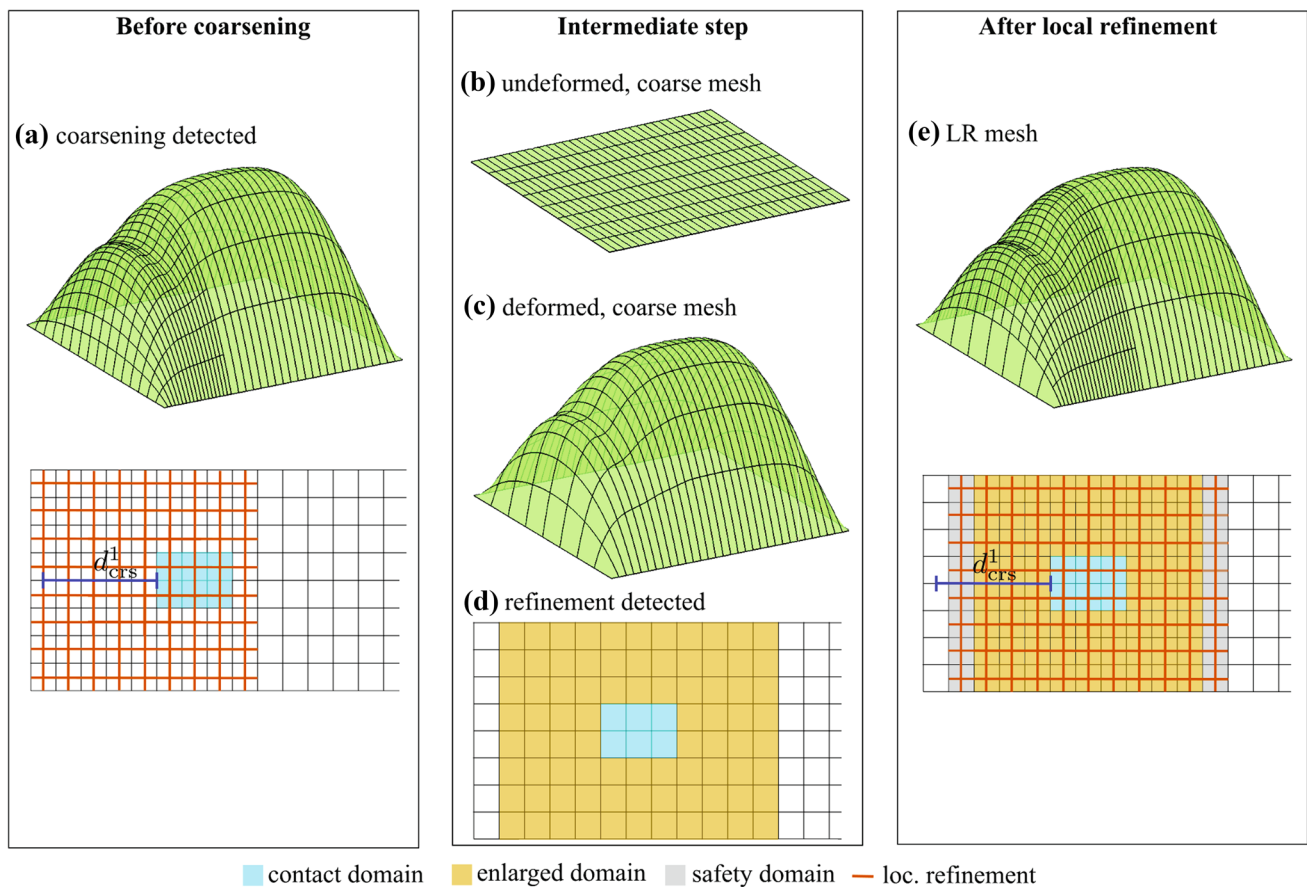 Before coarsening
(a) coarsening detected
d¹crs
Intermediate step
(b) undeformed, coarse mesh
(c) deformed, coarse mesh
(d) refinement detected
After local refinement
(e) LR mesh
d¹crs
contact domain enlarged domain safety domain loc. refinement